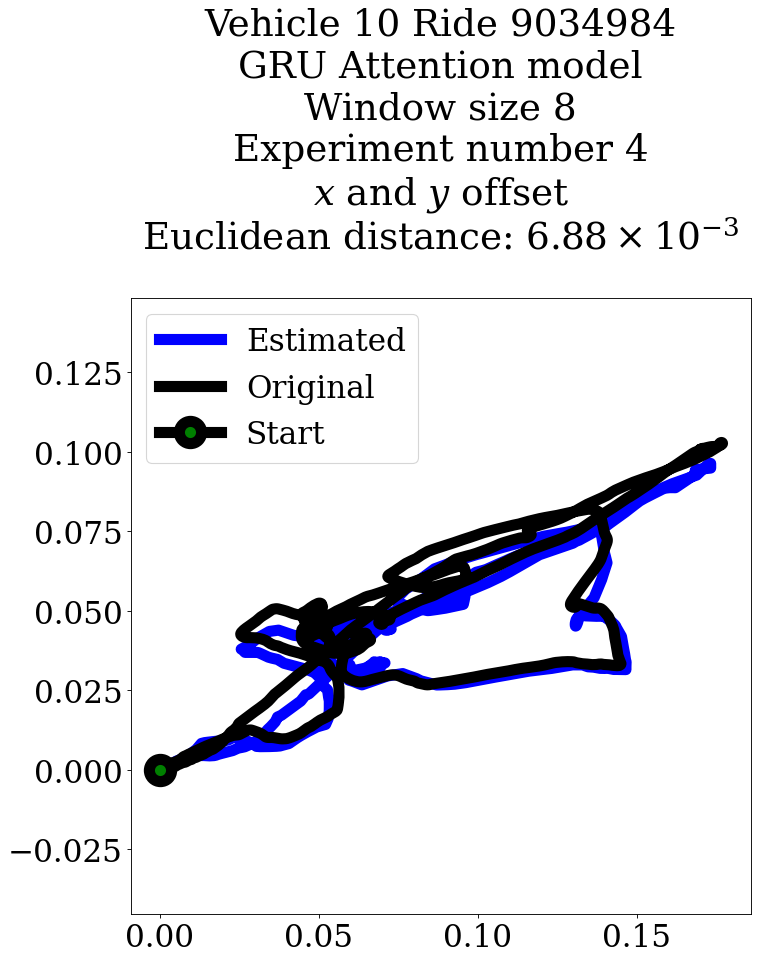 Vehicle 10 Ride 9034984
GRU Attention model
Window size 8
Experiment number 4
x and y offset
Euclidean distance: 6.88 × 10⁻³
Estimated
Original
Start
0.125
0.100
0.075
0.050
0.025
0.000
−0.025
0.00 0.05 0.10 0.15